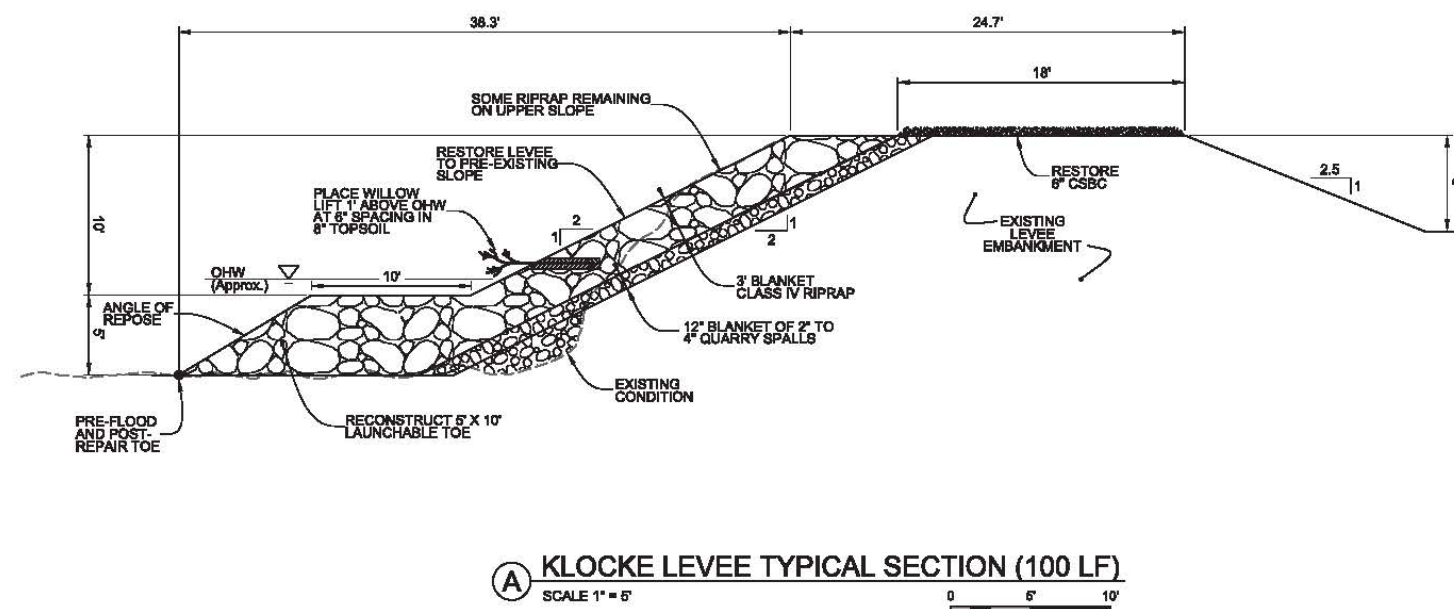 38.3'
24.7'
18'
SOME RIPRAP REMAINING
ON UPPER SLOPE
RESTORE LEVEE
TO PRE-EXISTING
SLOPE
PLACE WILLOW
LIFT 1' ABOVE OHW
AT 6" SPACING IN
8" TOPSOIL
2
1
1
2
RESTORE
6" CSBC
2.5
1
EXISTING
LEVEE
EMBANKMENT
10'
OHW
(Approx.)
10'
3' BLANKET
CLASS IV RIPRAP
ANGLE OF
REPOSE
5'
12" BLANKET OF 2" TO
4" QUARRY SPALLS
EXISTING
CONDITION
PRE-FLOOD
AND POST-
REPAIR TOE
RECONSTRUCT 5' X 10'
LAUNCHABLE TOE
A
KLOCKE LEVEE TYPICAL SECTION (100 LF)
SCALE 1" = 5'
0 5' 10'